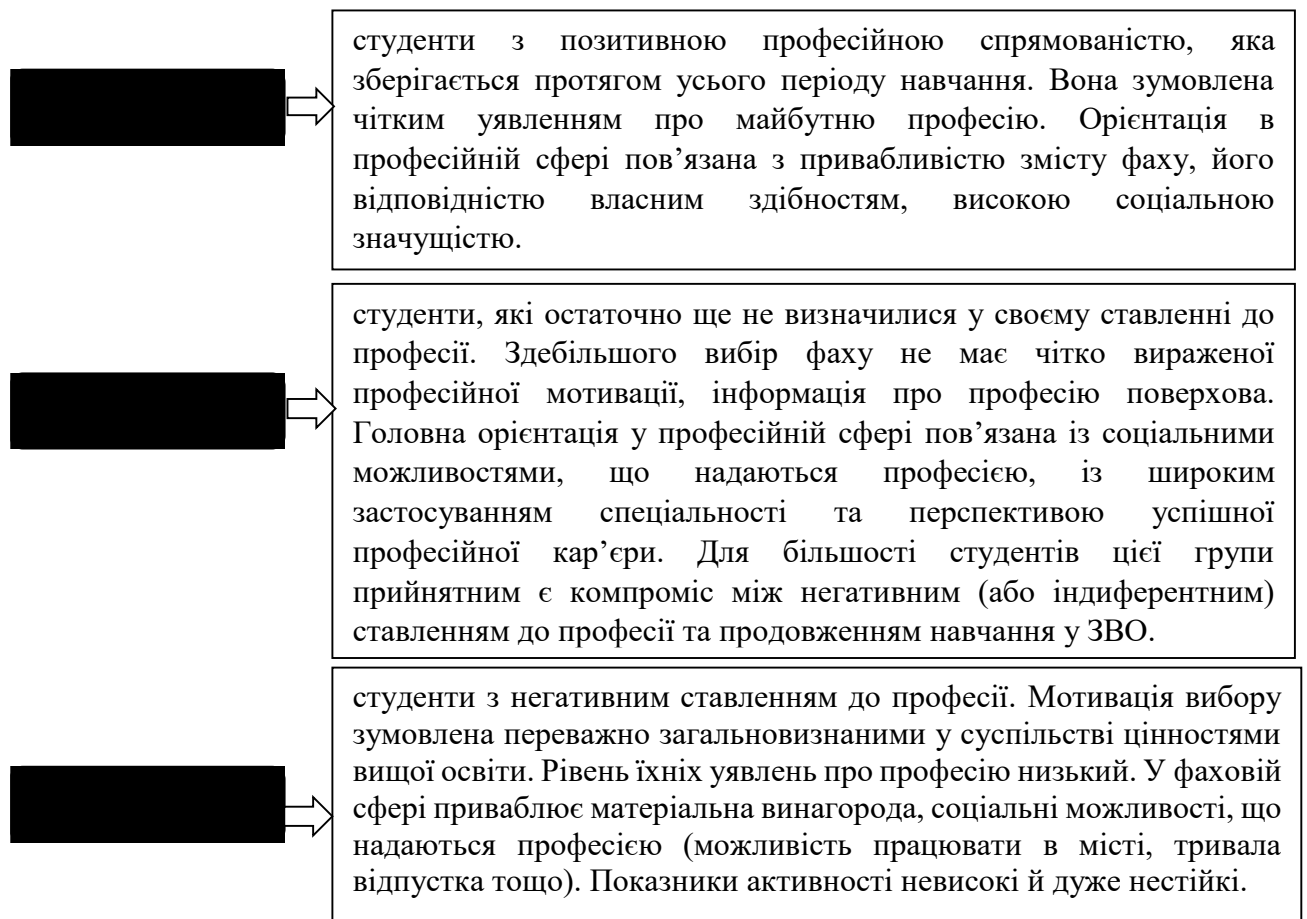 студенти з позитивною професійною спрямованістю, яка
зберігається протягом усього періоду навчання. Вона зумовлена
чітким уявленням про майбутню професію. Орієнтація в
професійній сфері пов’язана з привабливістю змісту фаху, його
відповідністю власним здібностям, високою соціальною
значущістю.
студенти, які остаточно ще не визначилися у своєму ставленні до
професії. Здебільшого вибір фаху не має чітко вираженої
професійної мотивації, інформація про професію поверхова.
Головна орієнтація у професійній сфері пов’язана із соціальними
можливостями, що надаються професією, із широким
застосуванням спеціальності та перспективою успішної
професійної кар’єри. Для більшості студентів цієї групи
прийнятним є компроміс між негативним (або індиферентним)
ставленням до професії та продовженням навчання у ЗВО.
студенти з негативним ставленням до професії. Мотивація вибору
зумовлена переважно загальновизнаними у суспільстві цінностями
вищої освіти. Рівень їхніх уявлень про професію низький. У фаховій
сфері приваблює матеріальна винагорода, соціальні можливості, що
надаються професією (можливість працювати в місті, тривала
відпустка тощо). Показники активності невисокі й дуже нестійкі.